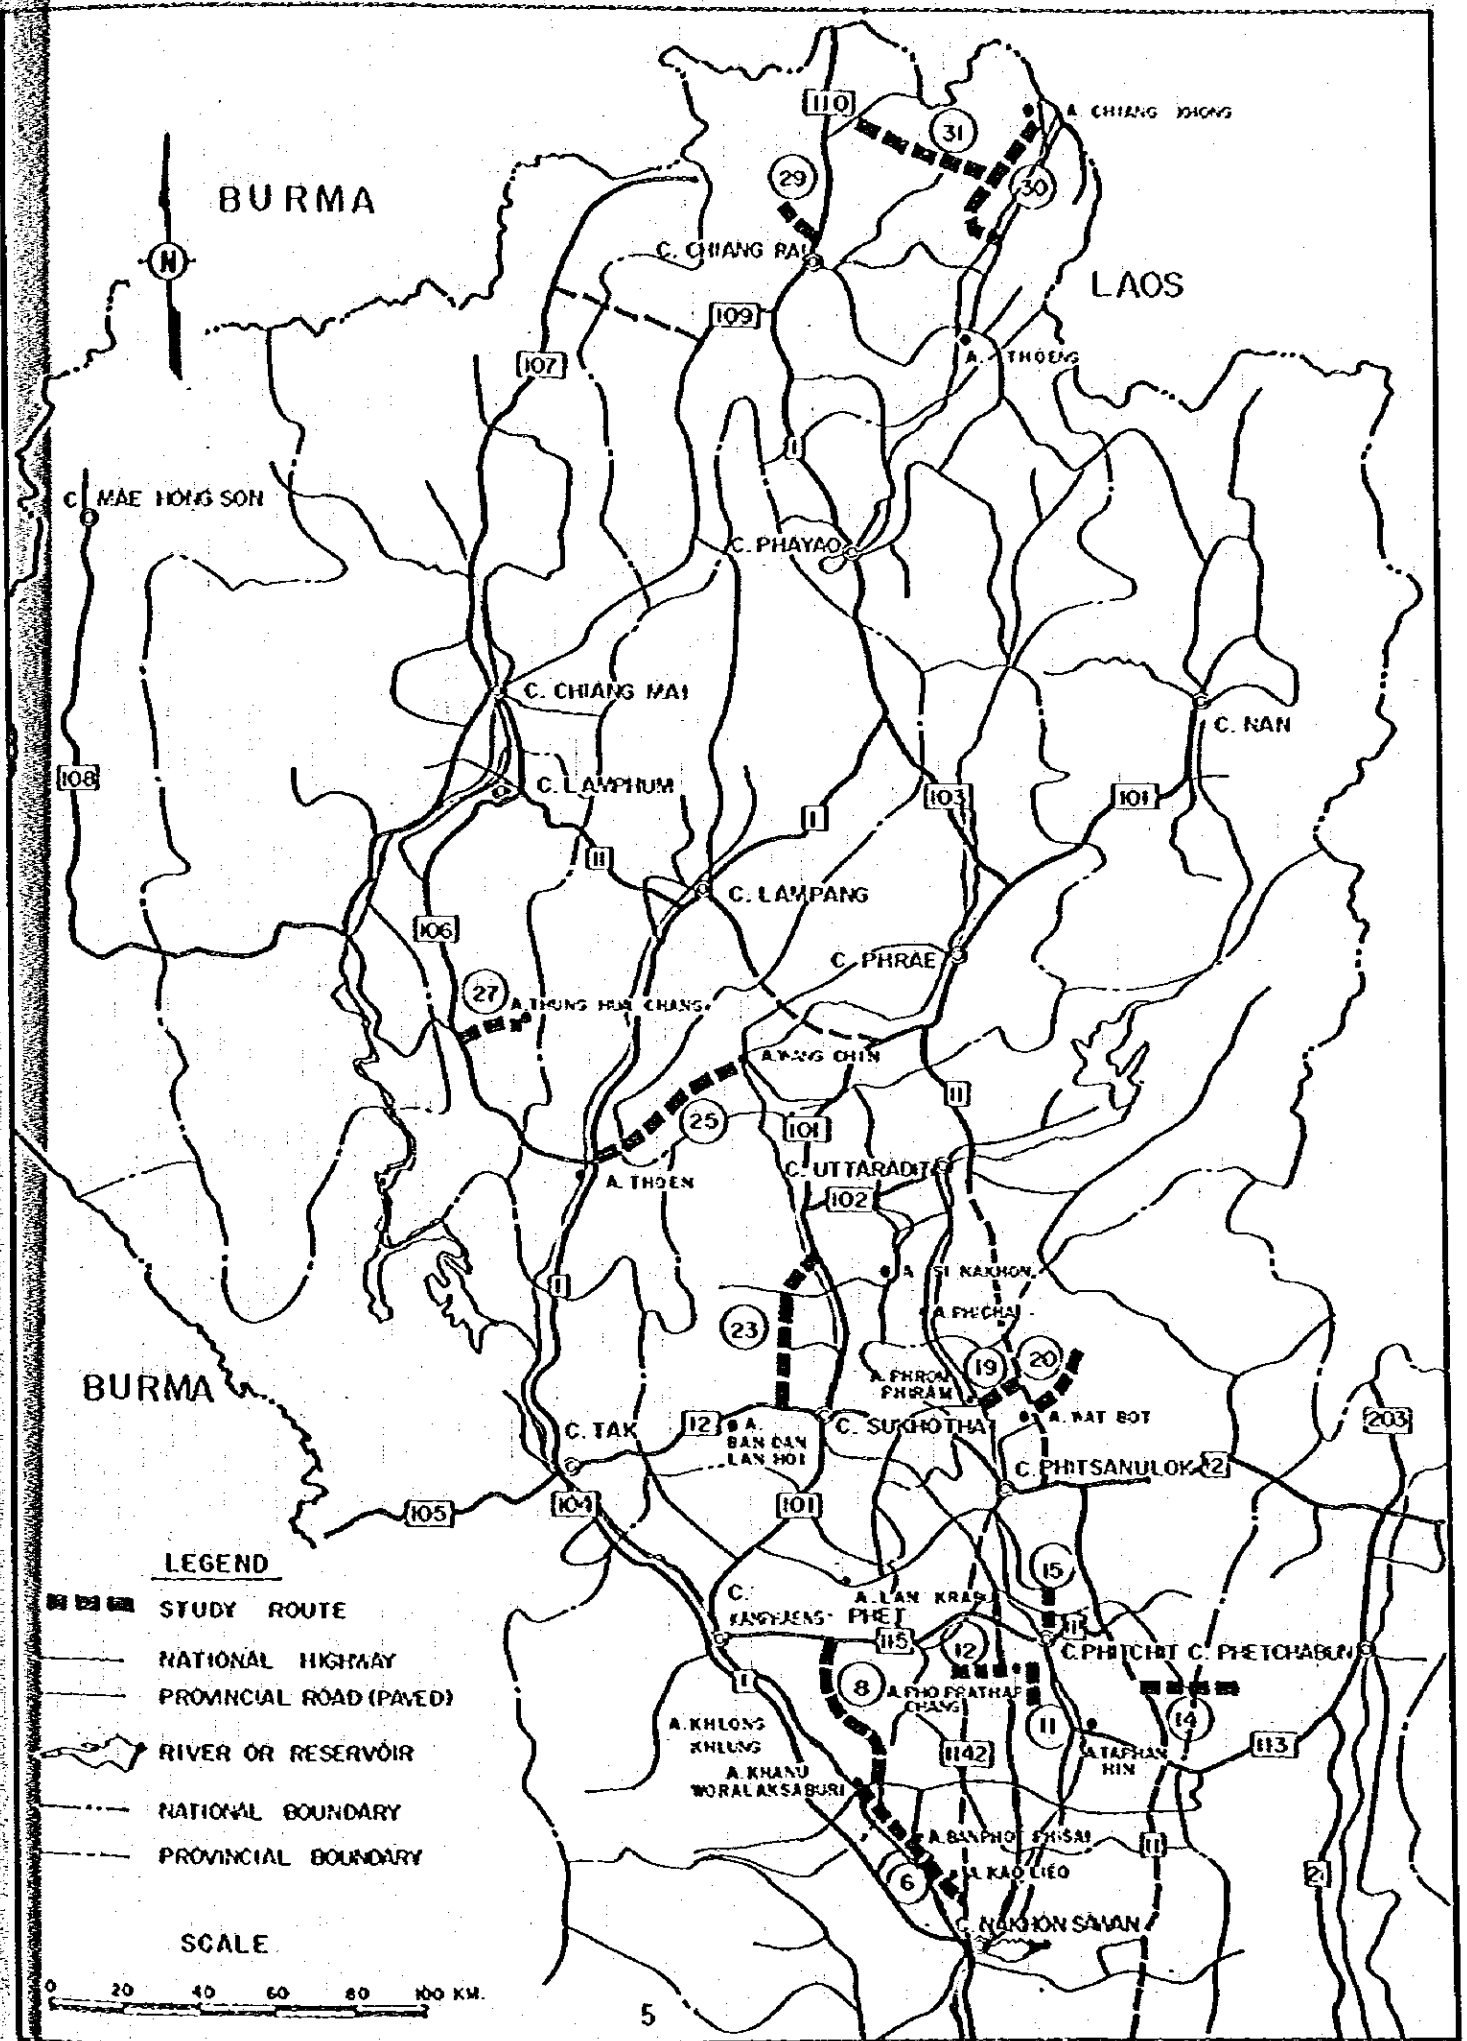 110
A. CHIANG KHONG
31
29
30
BURMA
N
C. CHIANG RAI
LAOS
109
107
A. THOENG
1
C. MAE HONG SON
C. PHAYAO
C. CHIANG MAI
C. NAN
108
C. LAMPHUM
103
101
1
11
C. LAMPANG
106
C. PHRAE
27
A. THUNG HUA CHANG
A. WANG CHIN
11
25
101
C. UTTARADIT
A. THOEN
102
A. SI NAKHON
1
A. PHICHAI
23
19
20
BURMA
A. PHROM
PHIRAM
A. WAT BOT
203
C. TAK
12
A.
BAN DAN
LAN HOI
C. SUKHOTHAI
C. PHITSANULOK
12
105
104
101
LEGEND
15
STUDY ROUTE
C.
KAMPHAENG-PHET
A. LAN KRABU
115
12
11
C. PHITCHIT
C. PHETCHABUN
NATIONAL HIGHWAY
1
PROVINCIAL ROAD (PAVED)
8
A. PHO PRATHAP
CHANG
11
14
A. KHLONG
KHLUNG
RIVER OR RESERVOIR
1142
A. TAPHAN
HIN
113
A. KHANU
WORALAKSABURI
NATIONAL BOUNDARY
A. BANPHOT PHISAI
11
PROVINCIAL BOUNDARY
6
A. KAO LIEO
21
C. NAKHON SAWAN
SCALE
0 20 40 60 80 100 KM.
5